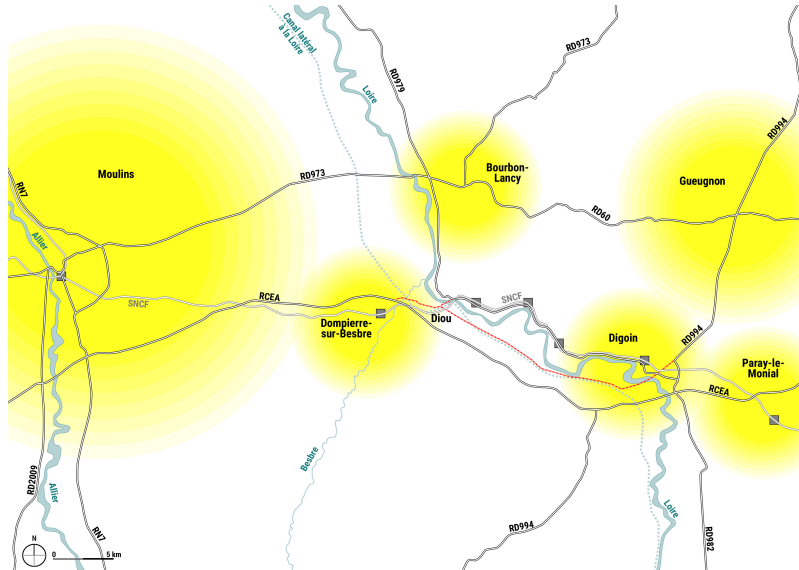 Canal latéral
à la Loire
Loire
RD979
RD973
RD994
Moulins
Bourbon-
Lancy
Gueugnon
RN7
RD973
RD60
Allier
SNCF
RCEA
SNCF
Dompierre-
sur-Besbre
Diou
Digoin
RD994
Paray-le-
Monial
RCEA
Besbre
RD2009
Allier
Loire
RN7
RD994
RD982
N
0
5 km